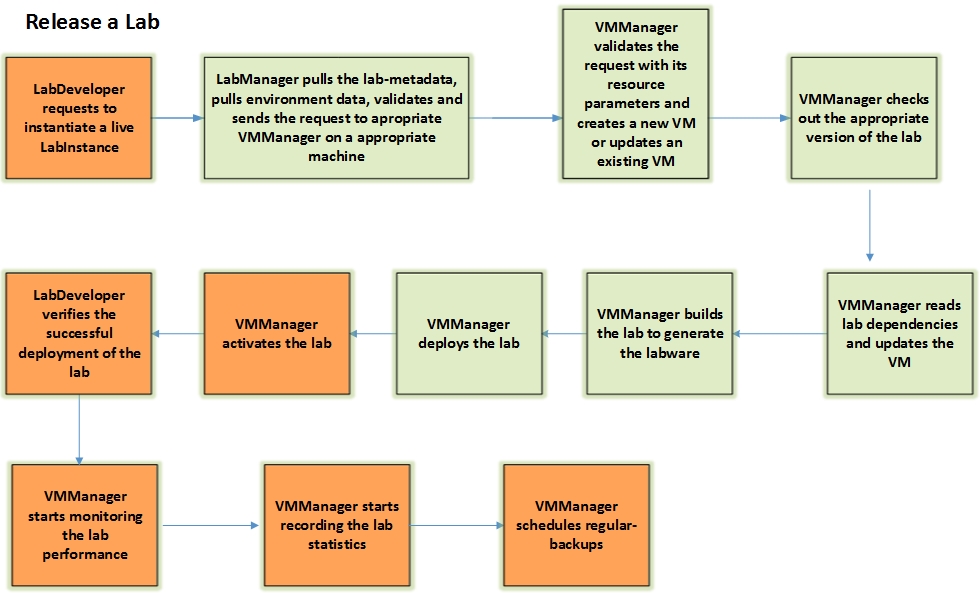 Release a Lab
LabDeveloper
requests to
instantiate a live
LabInstance
LabManager pulls the lab-metadata,
pulls environment data, validates and
sends the request to apropriate
VMManager on a appropriate
machine
VMManager
validates the
request with its
resource
parameters and
creates a new VM
or updates an
existing VM
VMManager checks
out the appropriate
version of the lab
VMManager reads
lab dependencies
and updates the
VM
VMManager builds
the lab to generate
the labware
VMManager
deploys the lab
VMManager
activates the lab
LabDeveloper
verifies the
successful
deployment of the
lab
VMManager
starts monitoring
the lab
performance
VMManager starts
recording the lab
statistics
VMManager
schedules regular-
backups